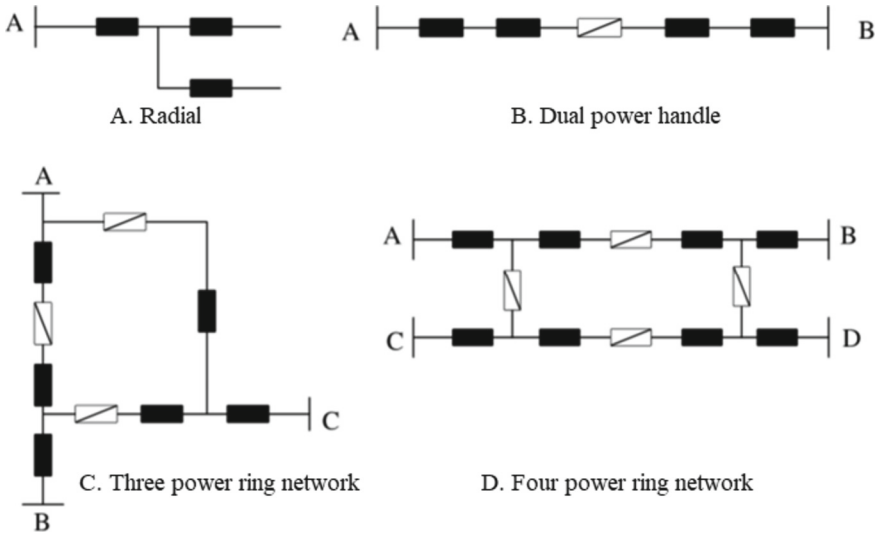 A
A. Radial
A B
B. Dual power handle
A
C
B
C. Three power ring network
A B
C D
D. Four power ring network